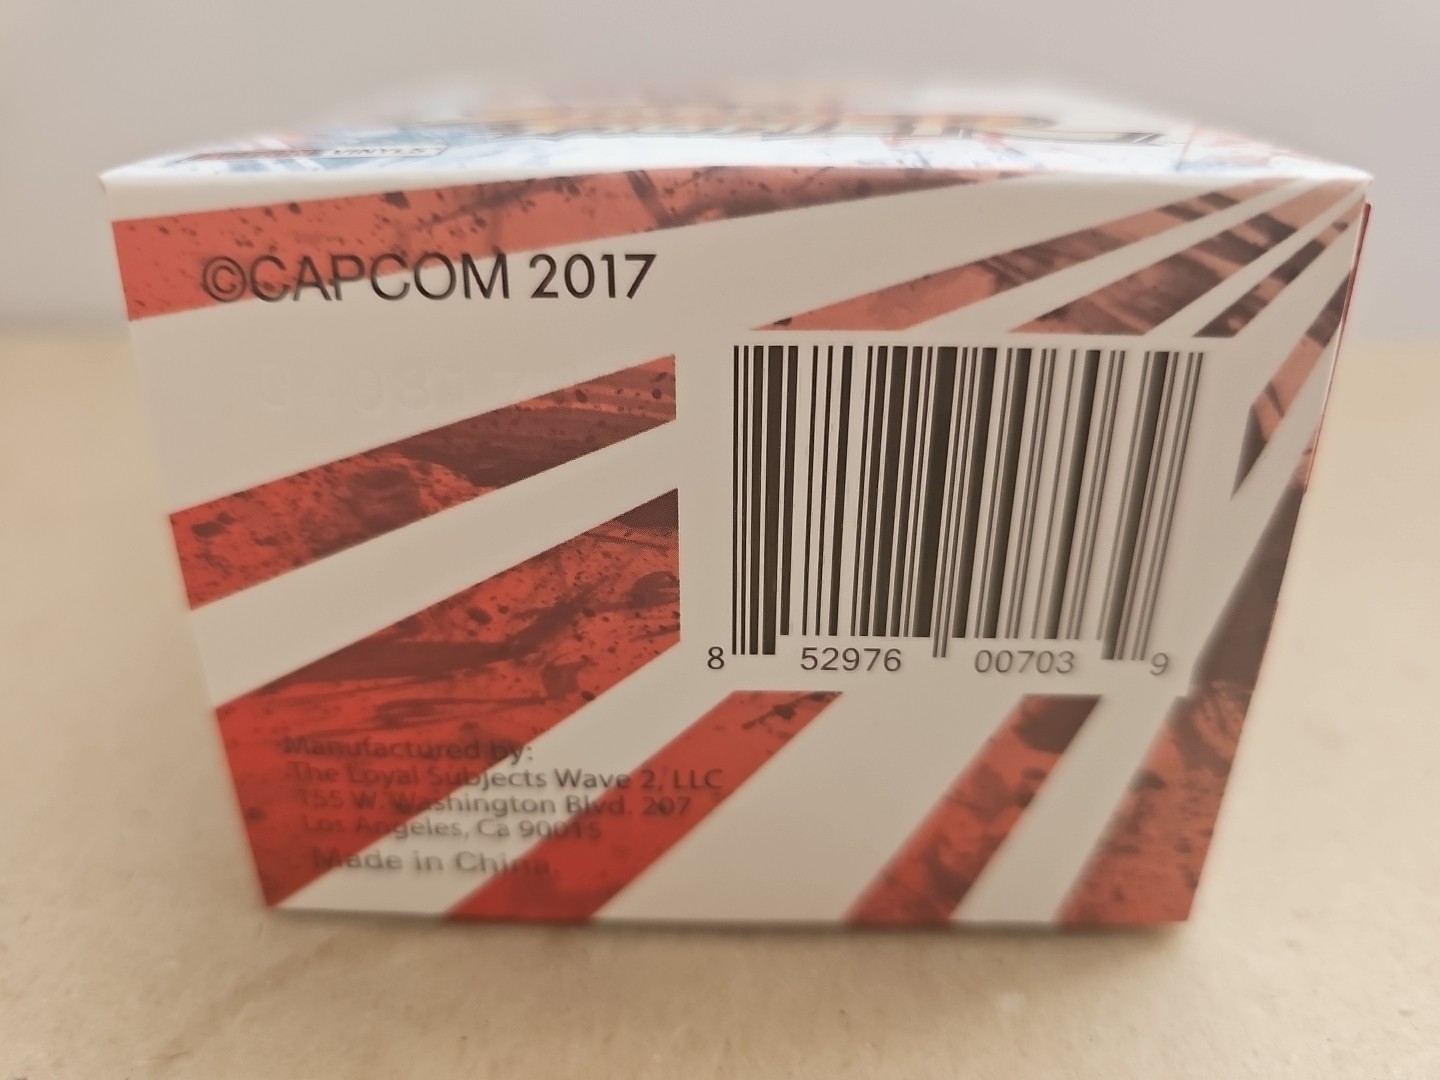 VINYLS
©CAPCOM 2017
8 52976 00703 9
Manufactured by:
The Loyal Subjects Wave 2, LLC
155 W. Washington Blvd. 207
Los Angeles, Ca 90015
Made in China.